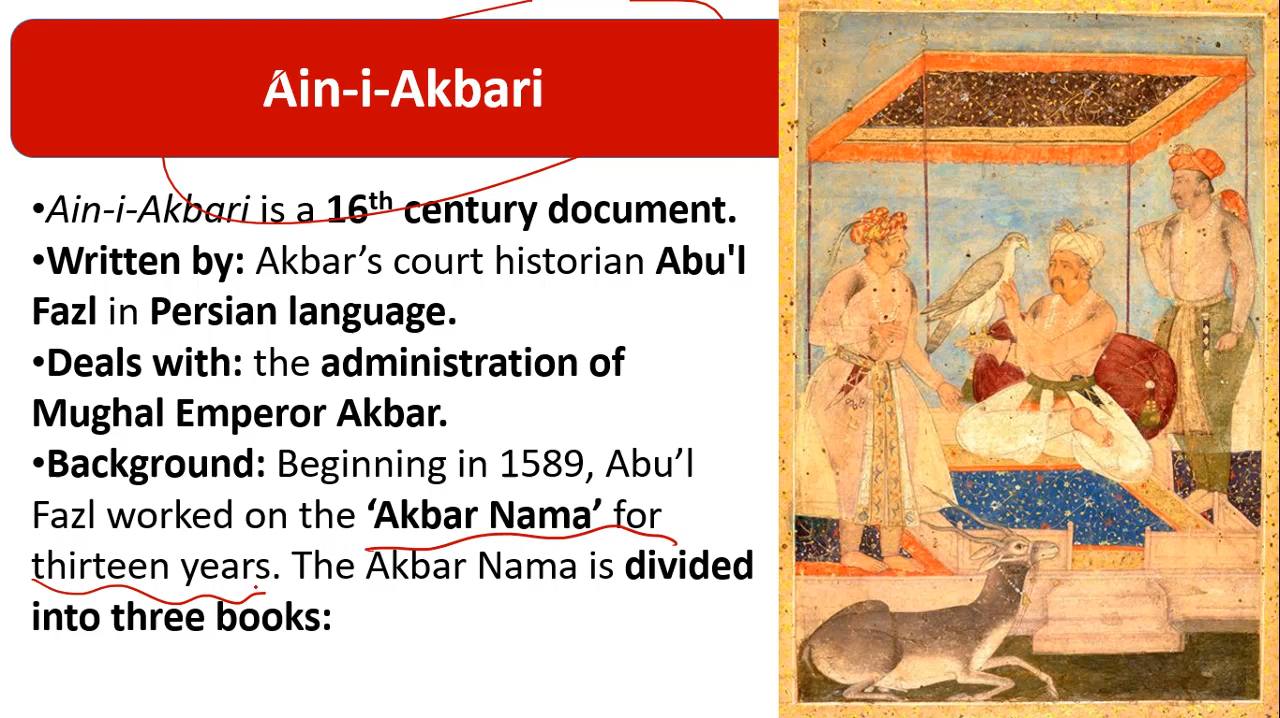 Ain-i-Akbari
•Ain-i-Akbari is a 16th century document.
•Written by: Akbar’s court historian Abu'l
Fazl in Persian language.
•Deals with: the administration of
Mughal Emperor Akbar.
•Background: Beginning in 1589, Abu’l
Fazl worked on the ‘Akbar Nama’ for
thirteen years. The Akbar Nama is divided
into three books: